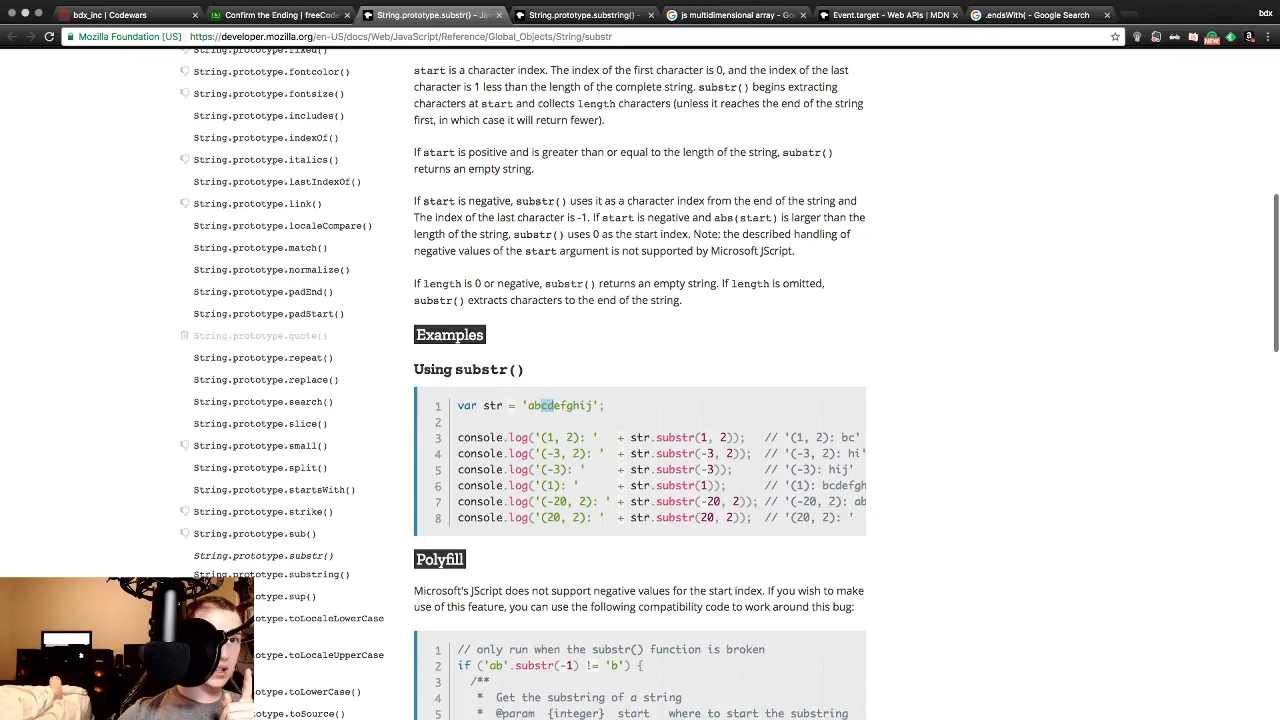 bdx_inc | Codewars
Confirm the Ending | freeCod
String.prototype.substr() - Jav
String.prototype.substring() -
js multidimensional array - Go
Event.target - Web APIs | MDN
.endsWith( - Google Search
bdx
Mozilla Foundation [US]
https://developer.mozilla.org/en-US/docs/Web/JavaScript/Reference/Global_Objects/String/substr
NEW
String.prototype.fixed()
String.prototype.fontcolor()
String.prototype.fontsize()
String.prototype.includes()
String.prototype.indexOf()
String.prototype.italics()
String.prototype.lastIndexOf()
String.prototype.link()
String.prototype.localeCompare()
String.prototype.match()
String.prototype.normalize()
String.prototype.padEnd()
String.prototype.padStart()
String.prototype.quote()
String.prototype.repeat()
String.prototype.replace()
String.prototype.search()
String.prototype.slice()
String.prototype.small()
String.prototype.split()
String.prototype.startsWith()
String.prototype.strike()
String.prototype.sub()
String.prototype.substr()
String.prototype.substring()
otype.sup()
otype.toLocaleLowerCase
otype.toLocaleUpperCase
otype.toLowerCase()
otype.toSource()
start is a character index. The index of the first character is 0, and the index of the last
character is 1 less than the length of the complete string. substr() begins extracting
characters at start and collects length characters (unless it reaches the end of the string
first, in which case it will return fewer).
If start is positive and is greater than or equal to the length of the string, substr()
returns an empty string.
If start is negative, substr() uses it as a character index from the end of the string and
The index of the last character is -1. If start is negative and abs(start) is larger than the
length of the string, substr() uses 0 as the start index. Note: the described handling of
negative values of the start argument is not supported by Microsoft JScript.
If length is 0 or negative, substr() returns an empty string. If length is omitted,
substr() extracts characters to the end of the string.
Examples
Using substr()
1 var str = 'abcdefghij';
2
3 console.log('(1, 2): ' + str.substr(1, 2)); // '(1, 2): bc'
4 console.log('(-3, 2): ' + str.substr(-3, 2)); // '(-3, 2): hi'
5 console.log('(-3): ' + str.substr(-3)); // '(-3): hij'
6 console.log('(1): ' + str.substr(1)); // '(1): bcdefgh
7 console.log('(-20, 2): ' + str.substr(-20, 2)); // '(-20, 2): ab
8 console.log('(20, 2): ' + str.substr(20, 2)); // '(20, 2): '
Polyfill
Microsoft's JScript does not support negative values for the start index. If you wish to make
use of this feature, you can use the following compatibility code to work around this bug:
1 // only run when the substr() function is broken
2 if ('ab'.substr(-1) != 'b') {
3 /**
4 * Get the substring of a string
5 * @param {integer} start where to start the substring